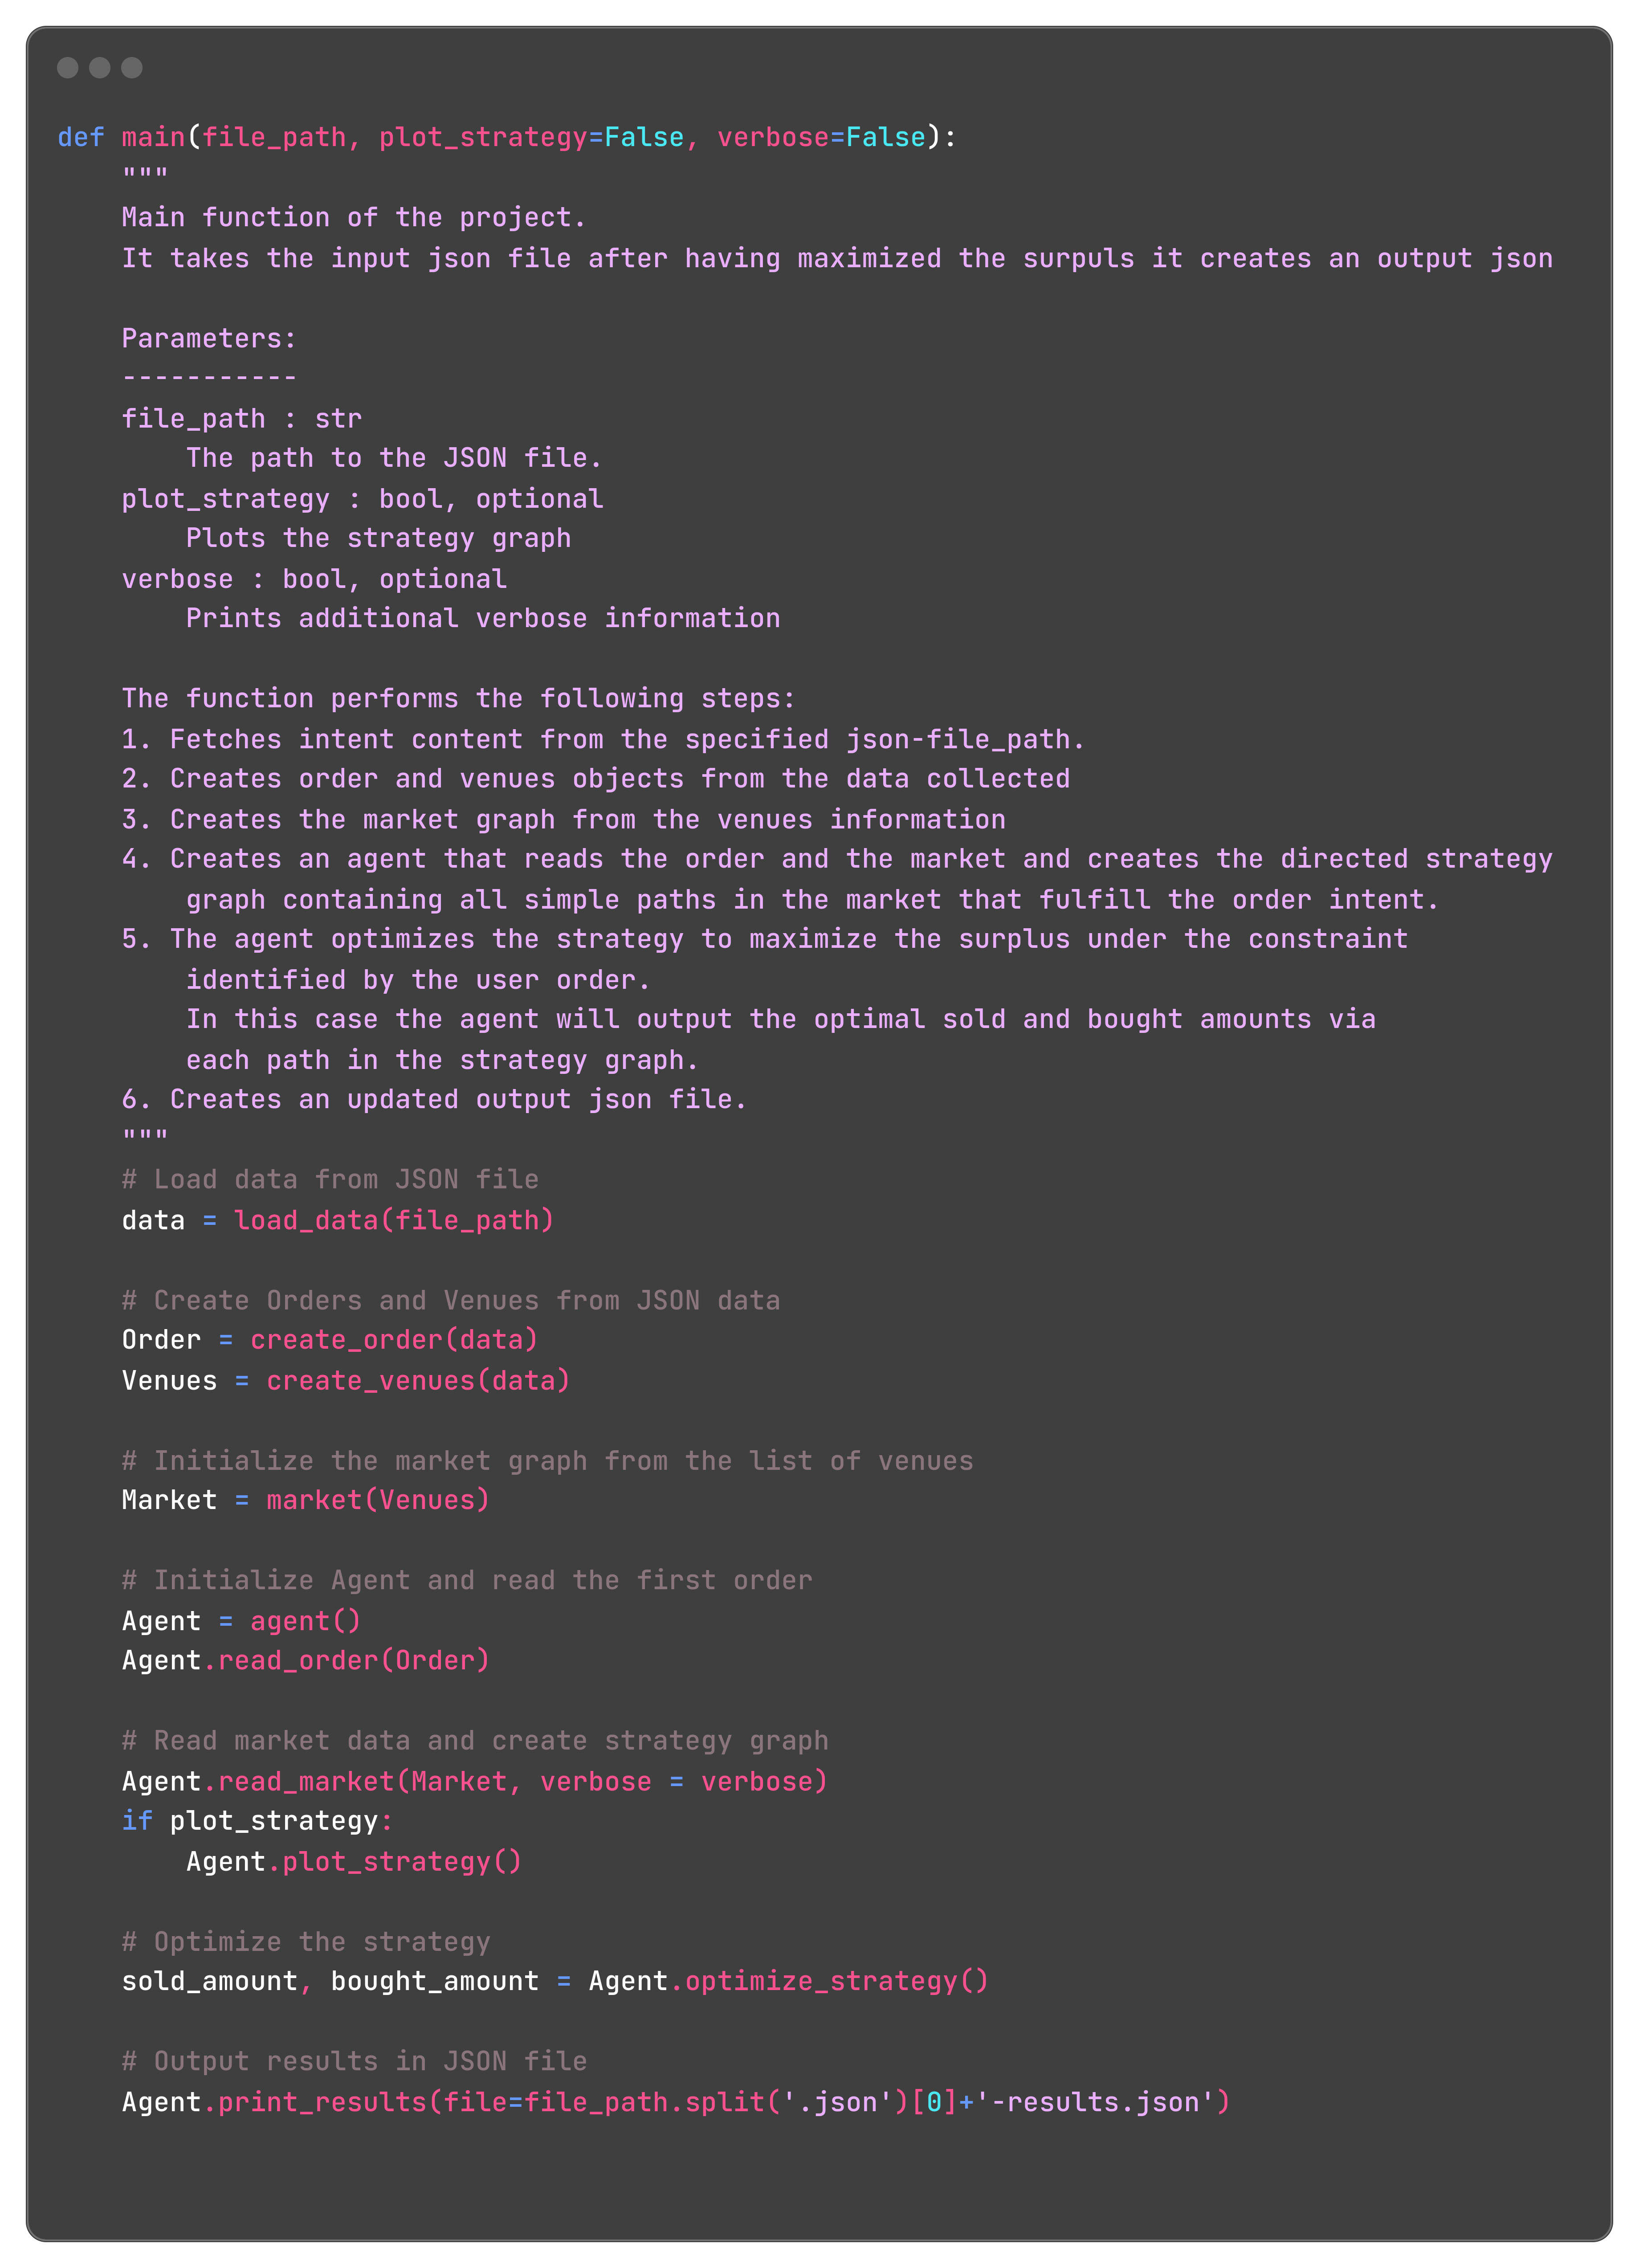 def main(file_path, plot_strategy=False, verbose=False):
    """
    Main function of the project.
    It takes the input json file after having maximized the surpuls it creates an output json

    Parameters:
    -----------
    file_path : str
        The path to the JSON file.
    plot_strategy : bool, optional
        Plots the strategy graph
    verbose : bool, optional
        Prints additional verbose information

    The function performs the following steps:
    1. Fetches intent content from the specified json-file_path.
    2. Creates order and venues objects from the data collected
    3. Creates the market graph from the venues information
    4. Creates an agent that reads the order and the market and creates the directed strategy
        graph containing all simple paths in the market that fulfill the order intent.
    5. The agent optimizes the strategy to maximize the surplus under the constraint
        identified by the user order.
        In this case the agent will output the optimal sold and bought amounts via
        each path in the strategy graph.
    6. Creates an updated output json file.
    """
    # Load data from JSON file
    data = load_data(file_path)

    # Create Orders and Venues from JSON data
    Order = create_order(data)
    Venues = create_venues(data)

    # Initialize the market graph from the list of venues
    Market = market(Venues)

    # Initialize Agent and read the first order
    Agent = agent()
    Agent.read_order(Order)

    # Read market data and create strategy graph
    Agent.read_market(Market, verbose = verbose)
    if plot_strategy:
        Agent.plot_strategy()

    # Optimize the strategy
    sold_amount, bought_amount = Agent.optimize_strategy()

    # Output results in JSON file
    Agent.print_results(file=file_path.split('.json')[0]+'-results.json')